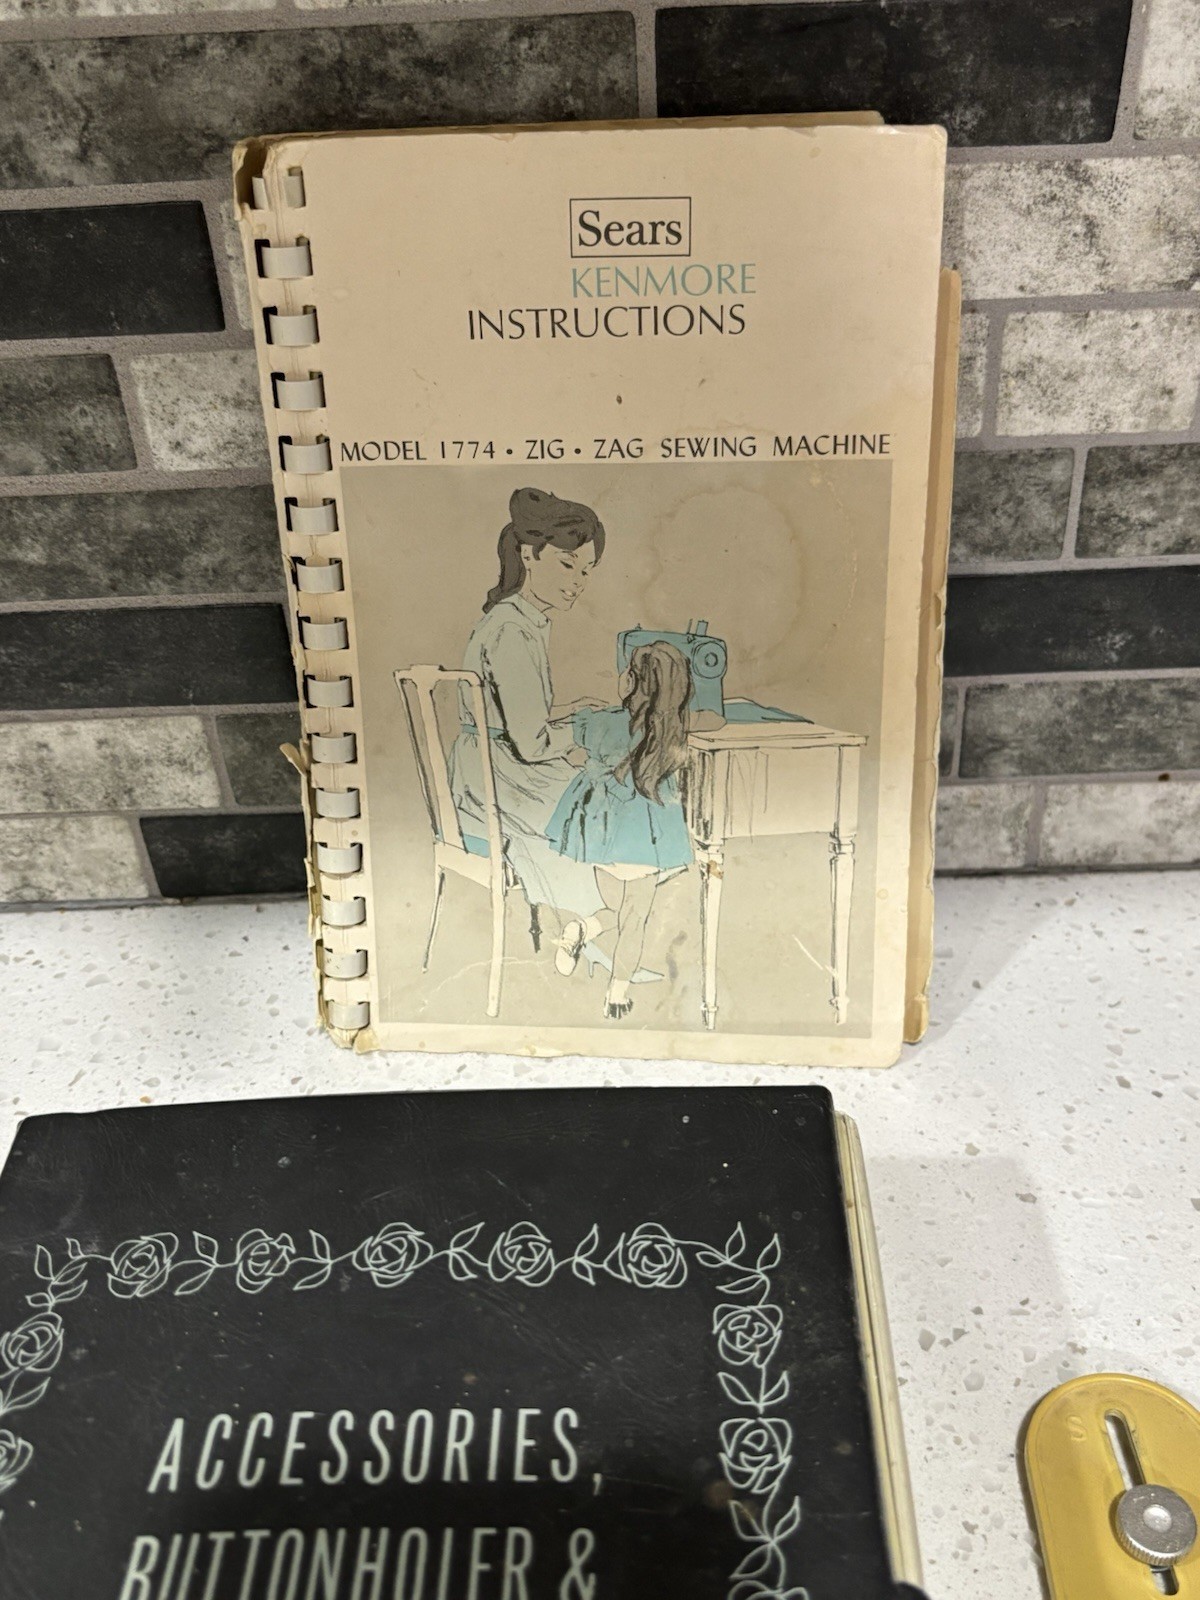 Sears
KENMORE
INSTRUCTIONS
MODEL 1774 • ZIG • ZAG SEWING MACHINE
ACCESSORIES,
BUTTONHOLER &
S